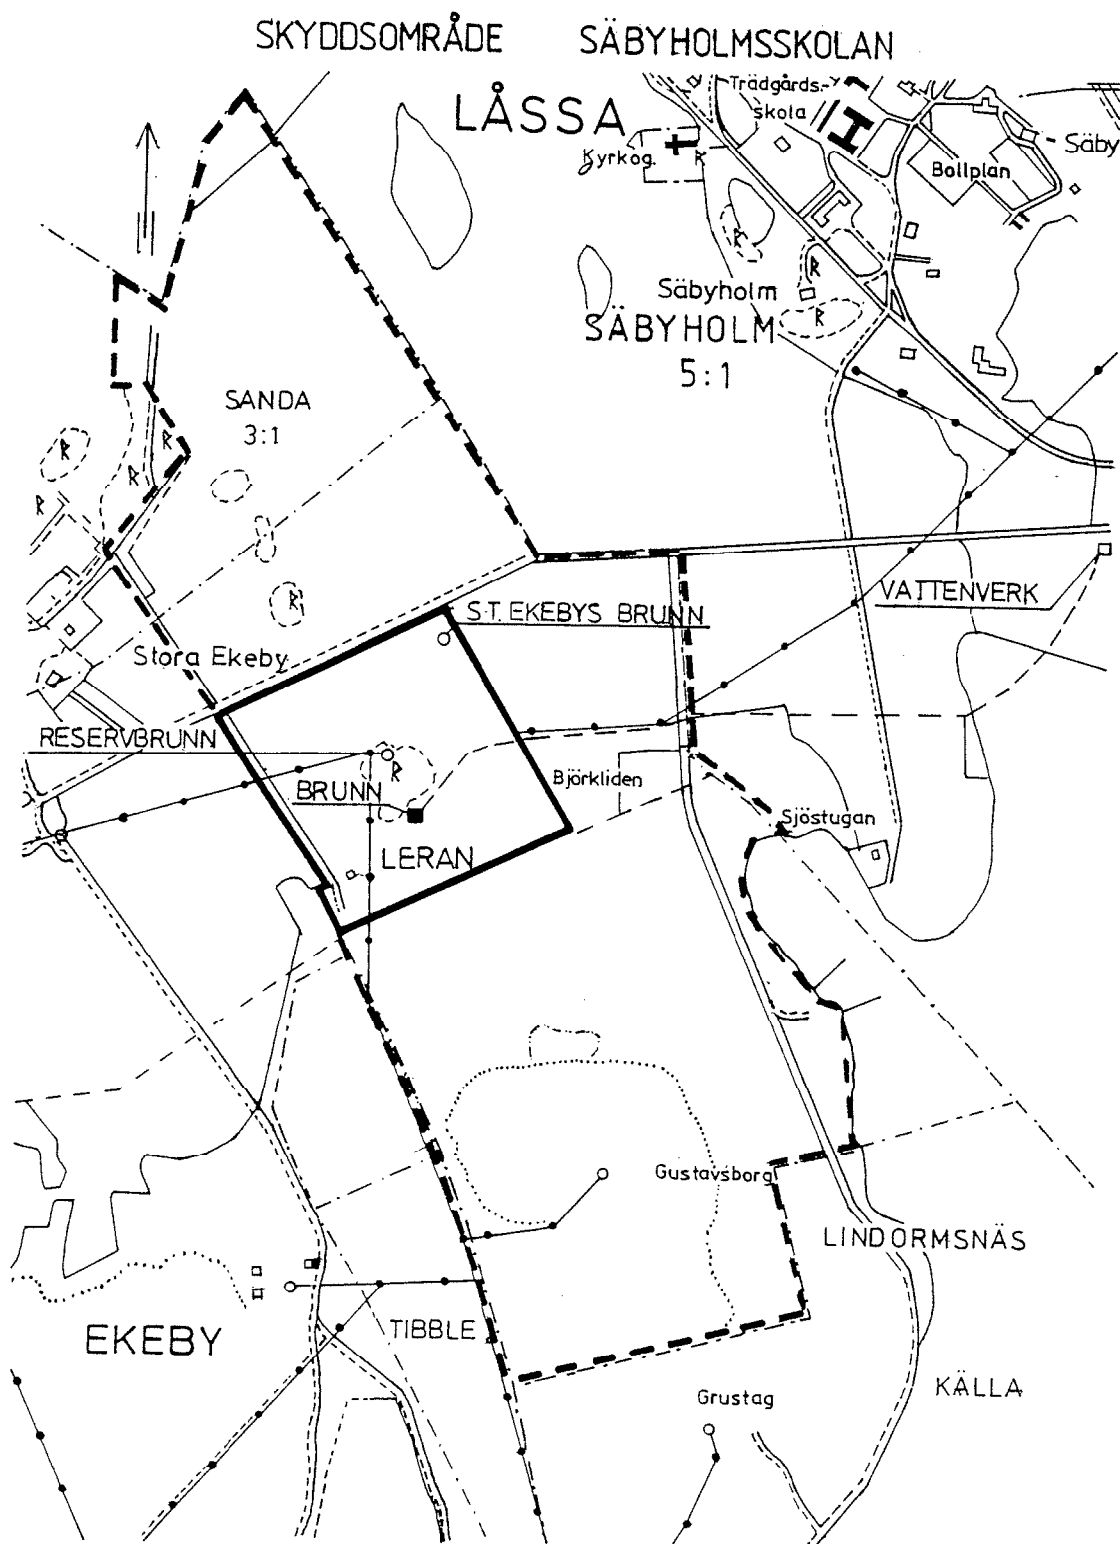 SKYDDSOMRÅDE SÄBYHOLMSSKOLAN
LÅSSA
Trädgårds-
skola
Kyrkog.
K
Säby
Bollplan
R
R
R
Säbyholm
SÄBYHOLM
5:1
SANDA
3:1
R
R
R
R
R
VATTENVERK
S.T. EKEBYS BRUNN
Stora Ekeby
RESERVBRUNN
R
BRUNN
Björkliden
Sjöstugan
LERAN
Gustavsborg
LINDORMSNÄS
EKEBY
TIBBLE
KÄLLA
Grustag